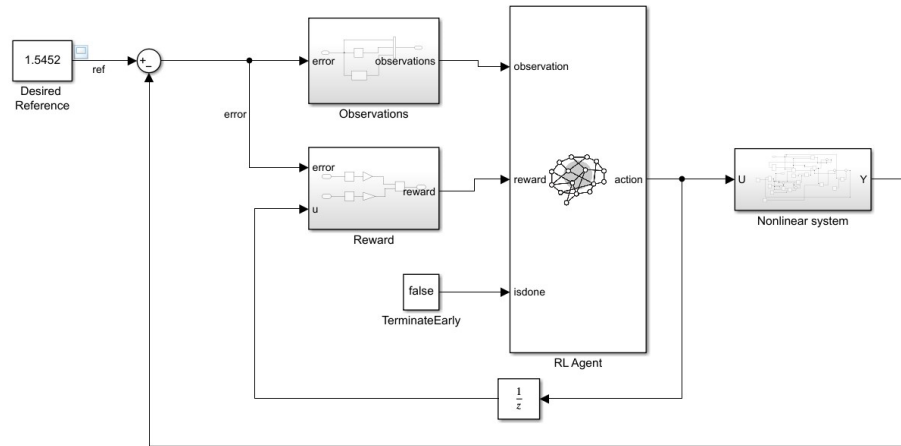 1.5452
ref
Desired
Reference
+
−
error
error
observations
Observations
error
u
reward
Reward
false
TerminateEarly
observation
reward
isdone
action
RL Agent
1
z
U
Y
Nonlinear system